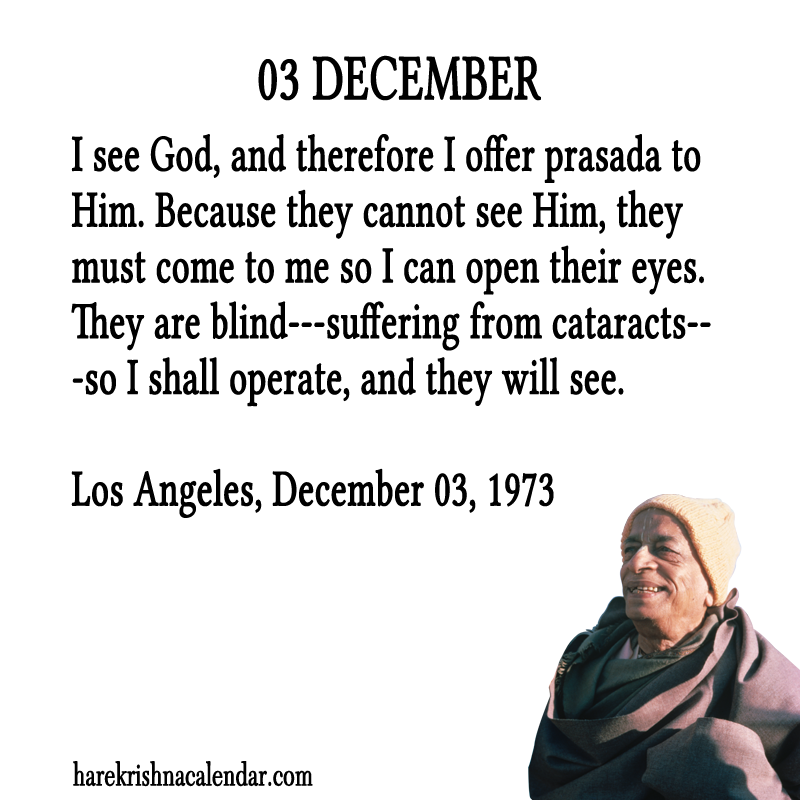 03 DECEMBER
I see God, and therefore I offer prasada to
Him. Because they cannot see Him, they
must come to me so I can open their eyes.
They are blind---suffering from cataracts--
-so I shall operate, and they will see.
Los Angeles, December 03, 1973
harekrishnacalendar.com